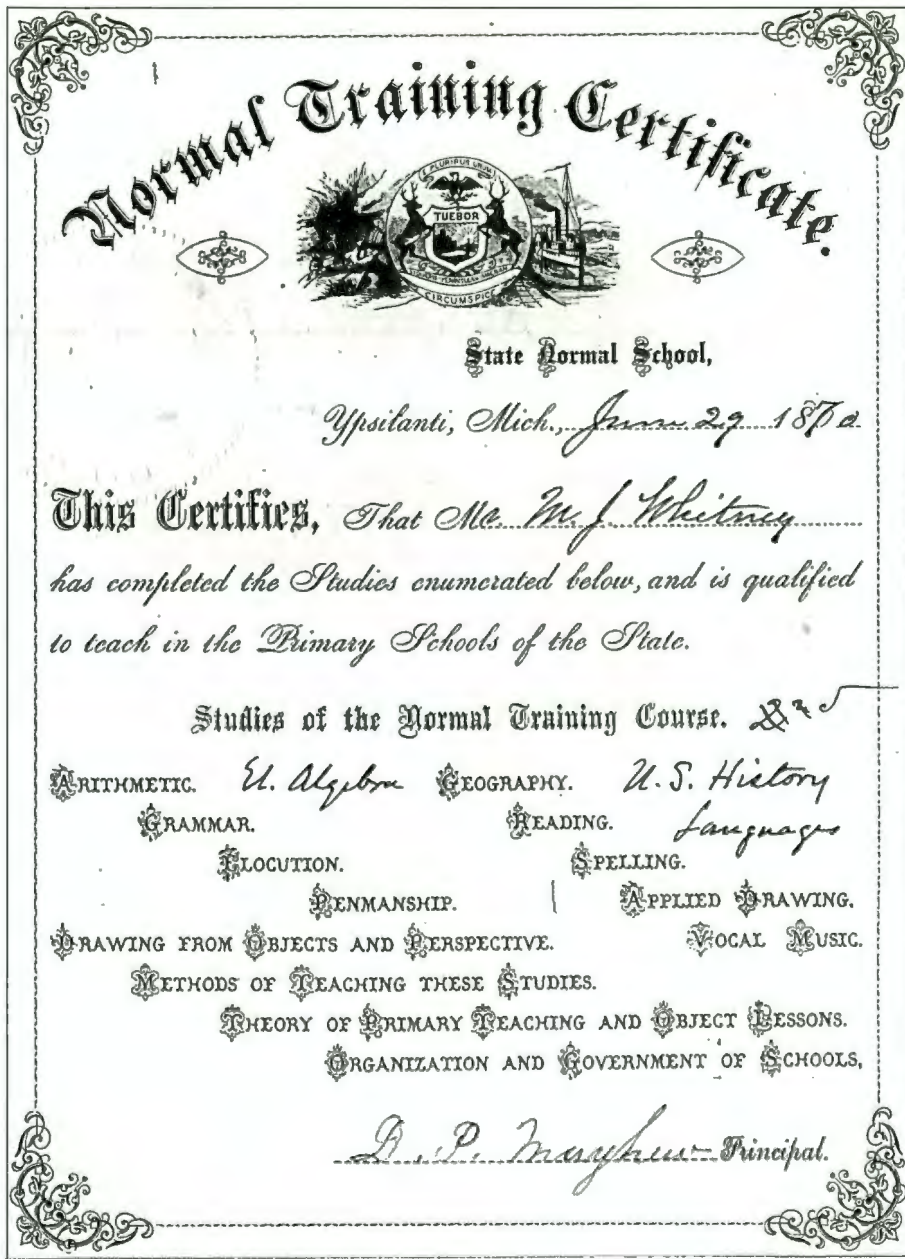 Normal Training Certificate.
E PLURIBUS UNUM
TUEBOR
CIRCUMSPICE
State Normal School,
Ypsilanti, Mich., June 29 1870
This Certifies, That Mr. M. J. Whitney
has completed the Studies enumerated below, and is qualified
to teach in the Primary Schools of the State.
Studies of the Normal Training Course.
ARITHMETIC. El. Algebra GEOGRAPHY. U.S. History
GRAMMAR. READING. Languages
ELOCUTION. SPELLING.
PENMANSHIP. APPLIED DRAWING.
DRAWING FROM OBJECTS AND PERSPECTIVE. VOCAL MUSIC.
METHODS OF TEACHING THESE STUDIES.
THEORY OF PRIMARY TEACHING AND OBJECT LESSONS.
ORGANIZATION AND GOVERNMENT OF SCHOOLS,
D. P. Mayhew Principal.